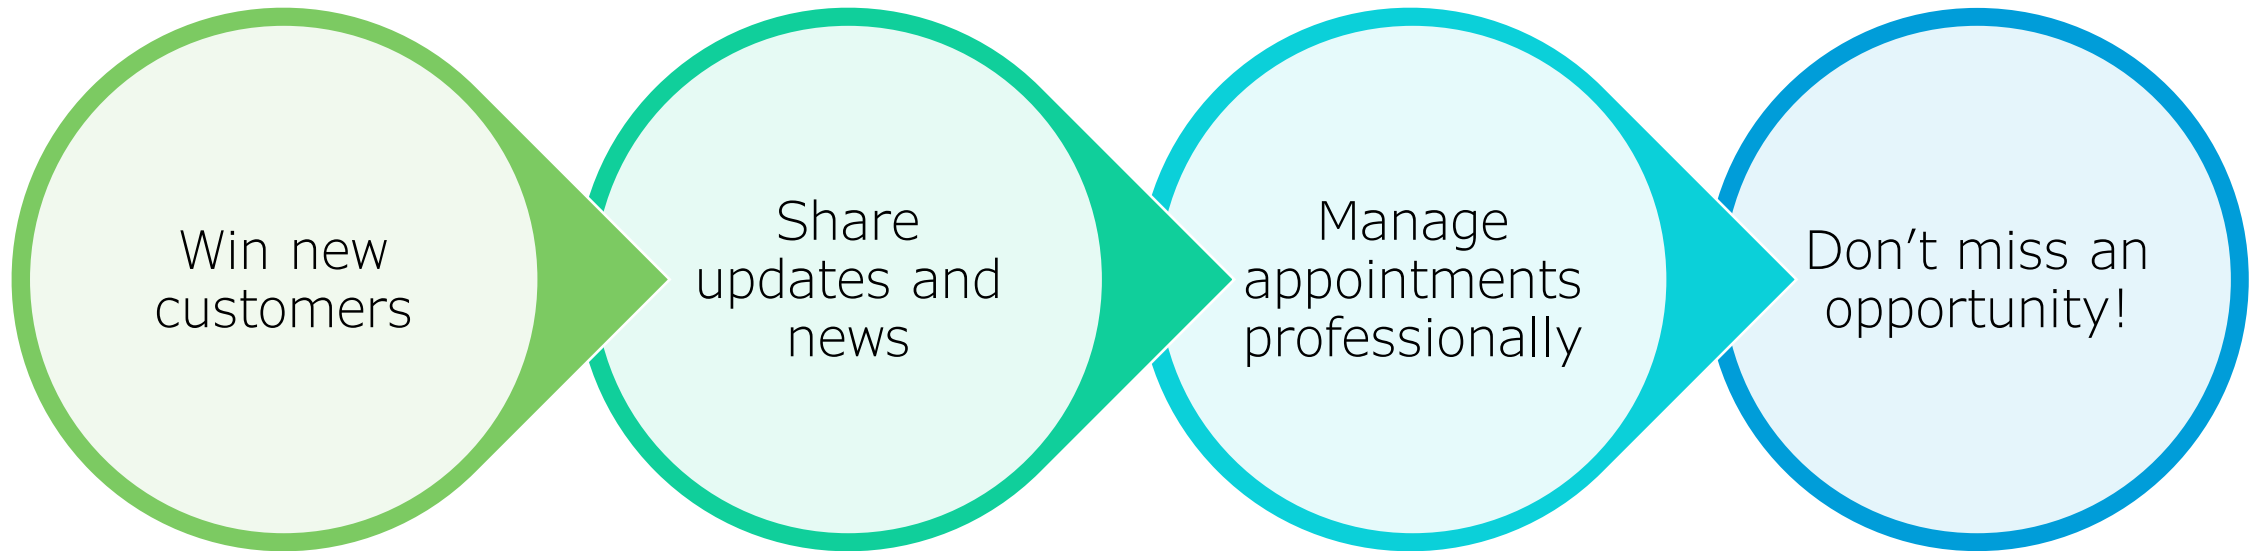 Win new
customers
Share
updates and
news
Manage
appointments
professionally
Don’t miss an
opportunity!